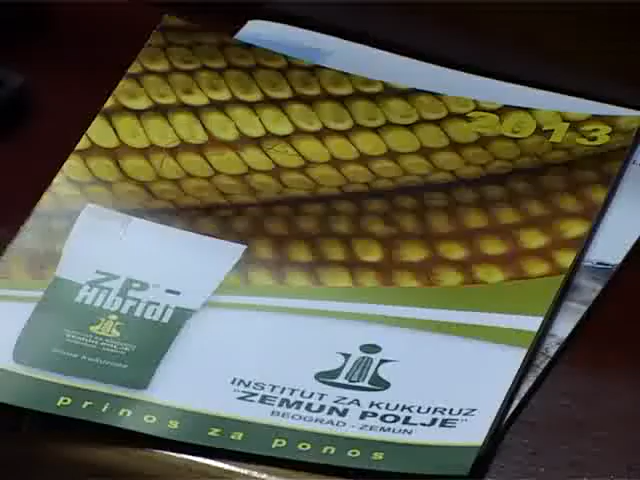 2013
ZP -
Hibridi
INSTITUT ZA KUKURUZ
"ZEMUN POLJE"
BEOGRAD - ZEMUN
prinos za ponos